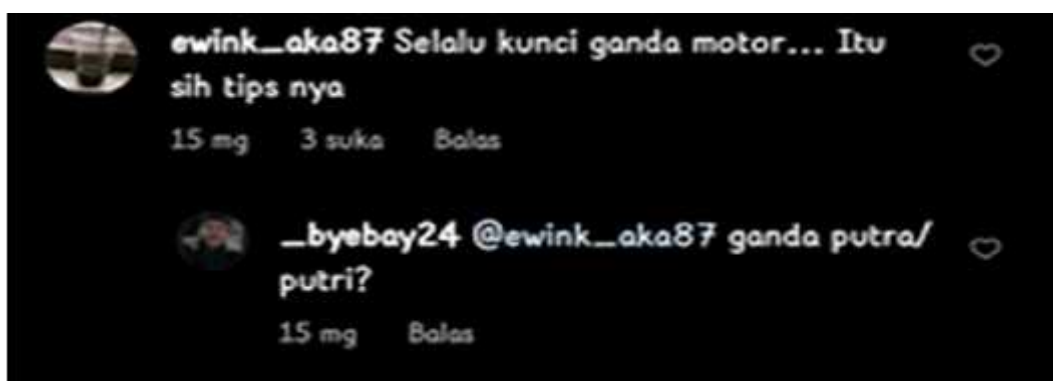 ewink_aka87 Selalu kunci ganda motor... Itu
sih tips nya
15 mg 3 suka Balas
_byebay24 @ewink_aka87 ganda putra/
putri?
15 mg Balas